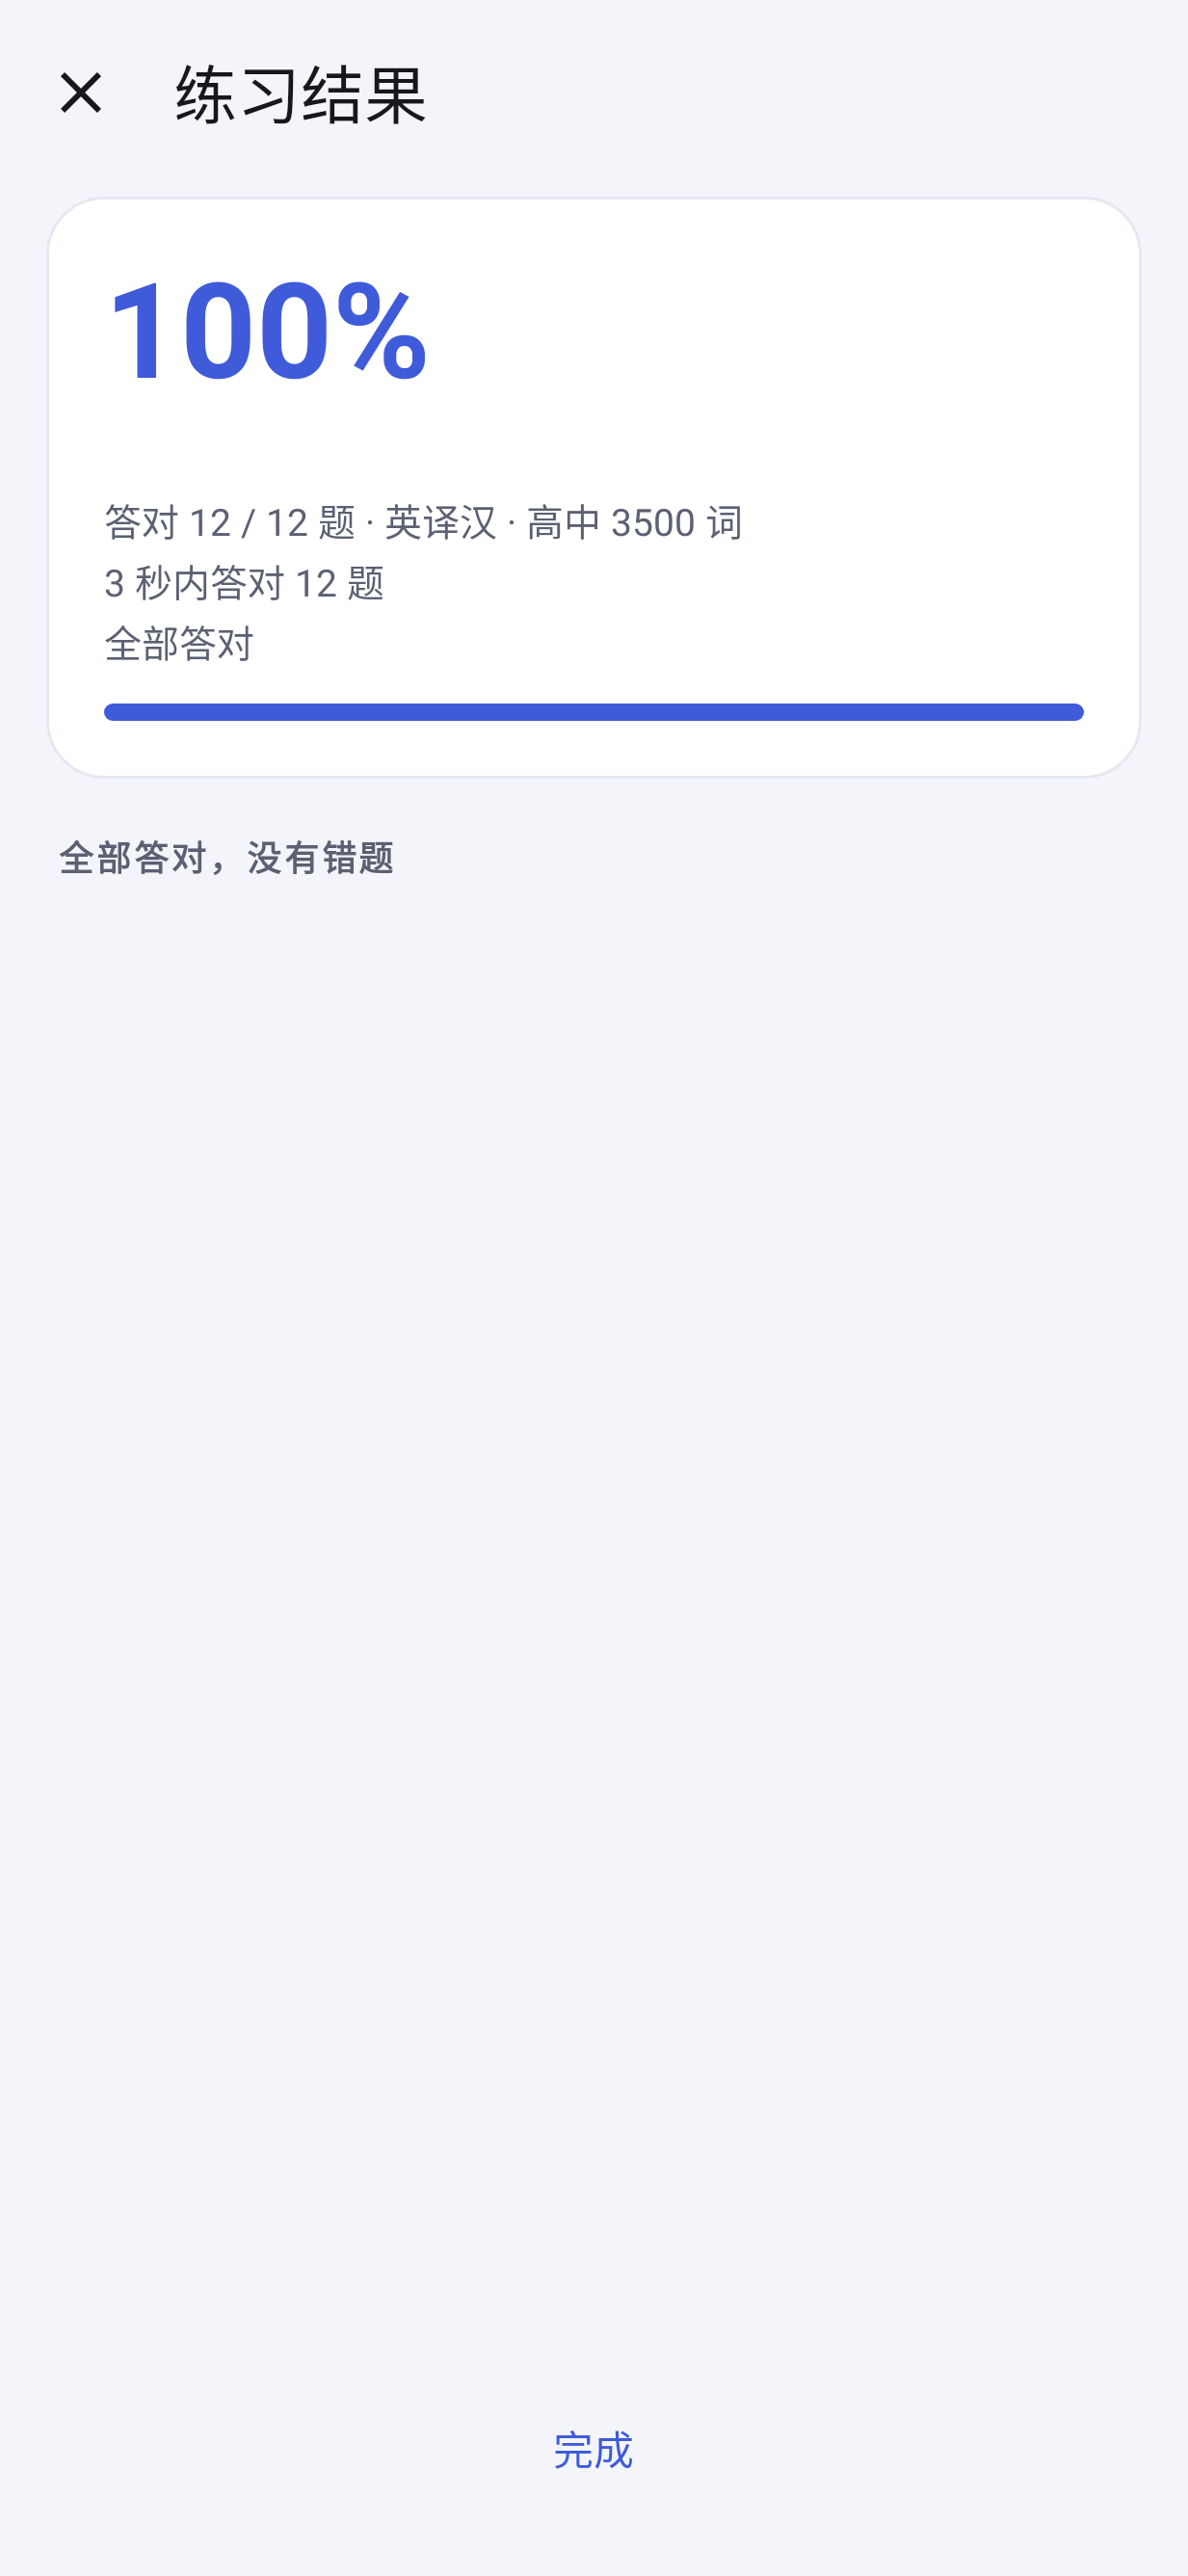 练习结果
100%
答对 12 / 12 题 · 英译汉 · 高中 3500 词
3 秒内答对 12 题
全部答对
全部答对，没有错题
完成